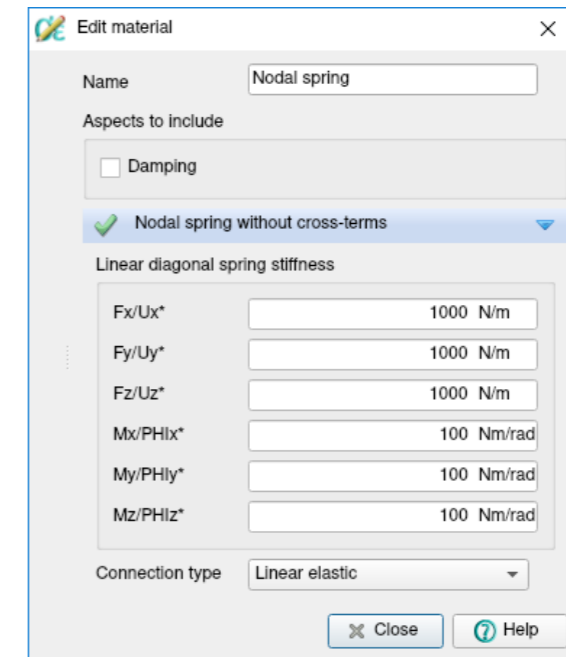 Edit material
Name Nodal spring
Aspects to include
Damping
Nodal spring without cross-terms
Linear diagonal spring stiffness
Fx/Ux* 1000 N/m
Fy/Uy* 1000 N/m
Fz/Uz* 1000 N/m
Mx/PHIx* 100 Nm/rad
My/PHIy* 100 Nm/rad
Mz/PHIz* 100 Nm/rad
Connection type Linear elastic
Close Help